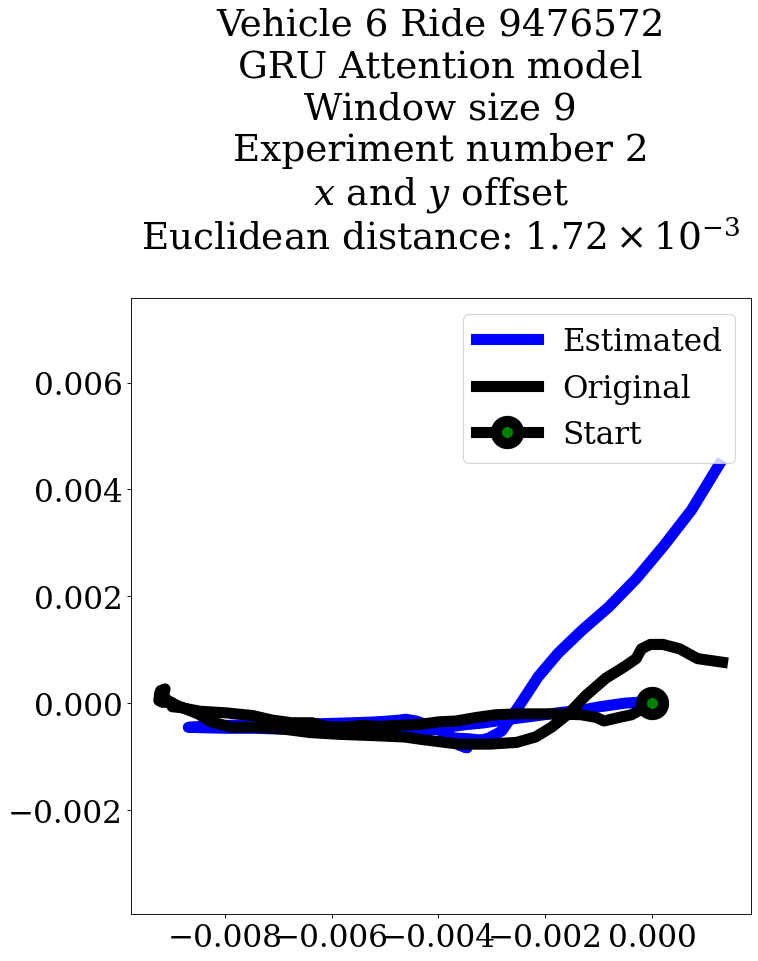 Vehicle 6 Ride 9476572
GRU Attention model
Window size 9
Experiment number 2
x and y offset
Euclidean distance: 1.72 × 10⁻³
Estimated
Original
Start
0.006
0.004
0.002
0.000
−0.002
−0.008 −0.006 −0.004 −0.002 0.000